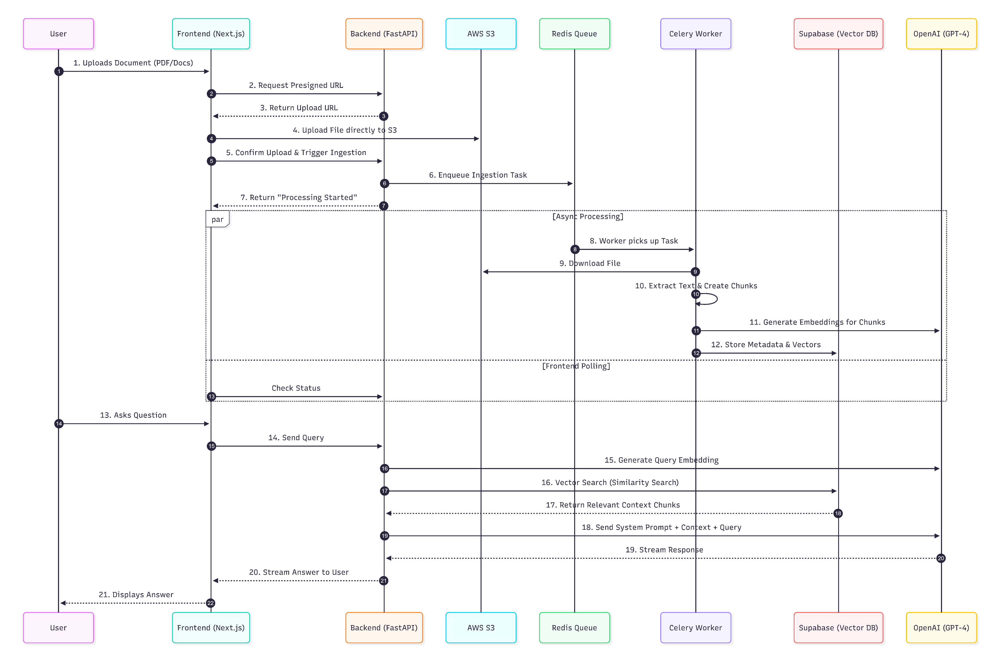 User
Frontend (Next.js)
Backend (FastAPI)
AWS S3
Redis Queue
Celery Worker
Supabase (Vector DB)
OpenAI (GPT-4)
1. Uploads Document (PDF/Docs)
1
2. Request Presigned URL
2
3. Return Upload URL
3
4. Upload File directly to S3
4
5. Confirm Upload & Trigger Ingestion
5
6. Enqueue Ingestion Task
6
7. Return "Processing Started"
7
par
[Async Processing]
8. Worker picks up Task
8
9. Download File
9
10. Extract Text & Create Chunks
10
11. Generate Embeddings for Chunks
11
12. Store Metadata & Vectors
12
[Frontend Polling]
Check Status
13
13. Asks Question
14
14. Send Query
15
15. Generate Query Embedding
16
16. Vector Search (Similarity Search)
17
17. Return Relevant Context Chunks
18
18. Send System Prompt + Context + Query
19
19. Stream Response
20
20. Stream Answer to User
21
21. Displays Answer
22
User
Frontend (Next.js)
Backend (FastAPI)
AWS S3
Redis Queue
Celery Worker
Supabase (Vector DB)
OpenAI (GPT-4)